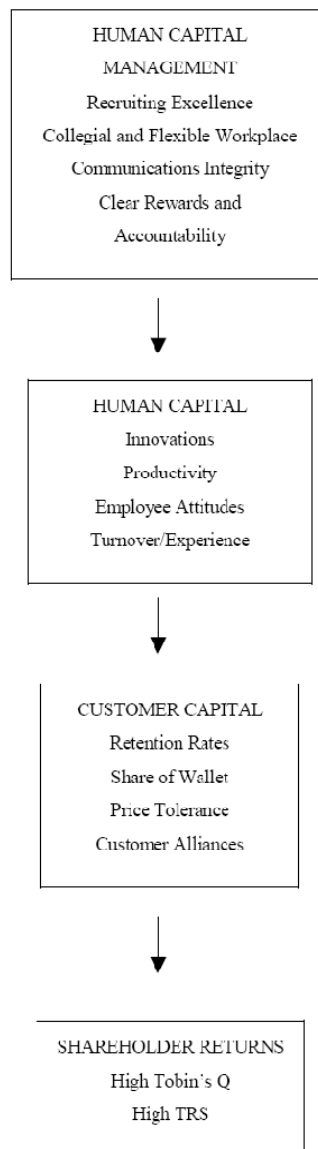 HUMAN CAPITAL
MANAGEMENT
Recruiting Excellence
Collegial and Flexible Workplace
Communications Integrity
Clear Rewards and
Accountability
HUMAN CAPITAL
Innovations
Productivity
Employee Attitudes
Turnover/Experience
CUSTOMER CAPITAL
Retention Rates
Share of Wallet
Price Tolerance
Customer Alliances
SHAREHOLDER RETURNS
High Tobin's Q
High TRS